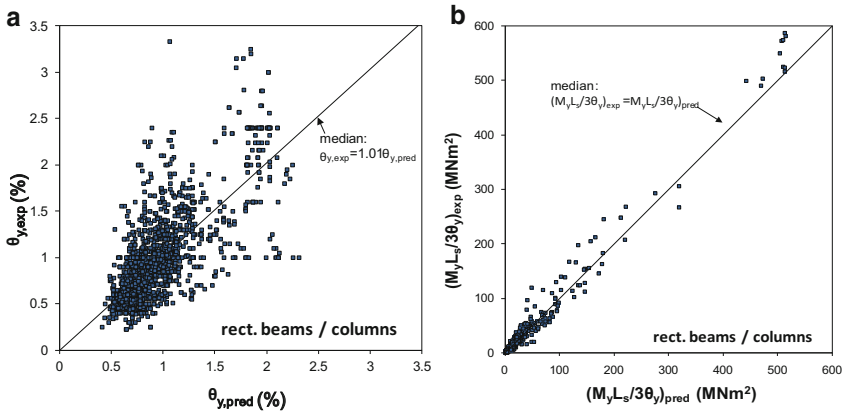 a
3.5
3
2.5
2
1.5
1
0.5
0
θy,exp (%)
median:
θy,exp=1.01θy,pred
rect. beams / columns
0 0.5 1 1.5 2 2.5 3 3.5
θy,pred (%)
b
600
500
400
300
200
100
0
(MyLs/3θy)exp (MNm²)
median:
(MyLs/3θy)exp=MyLs/3θy)pred
rect. beams / columns
0 100 200 300 400 500 600
(MyLs/3θy)pred (MNm²)